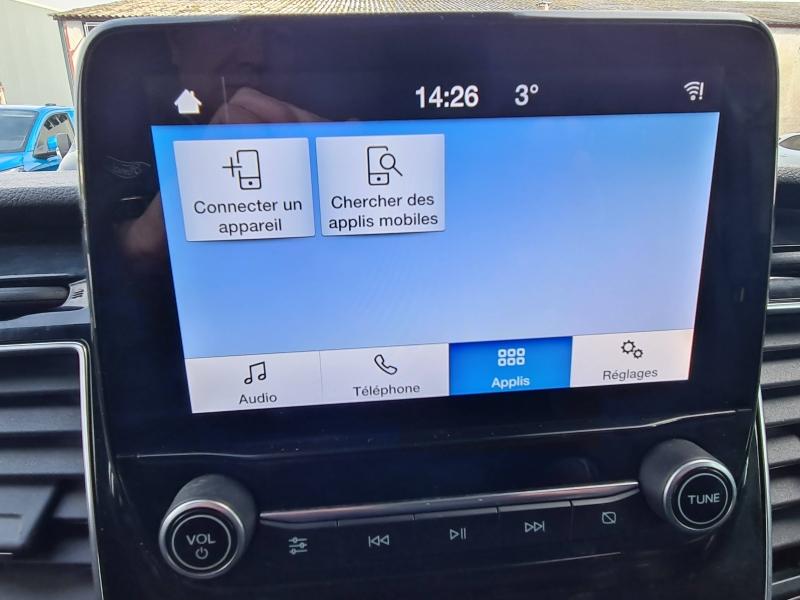 14:26 3°
Connecter un
appareil
Chercher des
applis mobiles
Audio
Téléphone
Applis
Réglages
VOL
TUNE